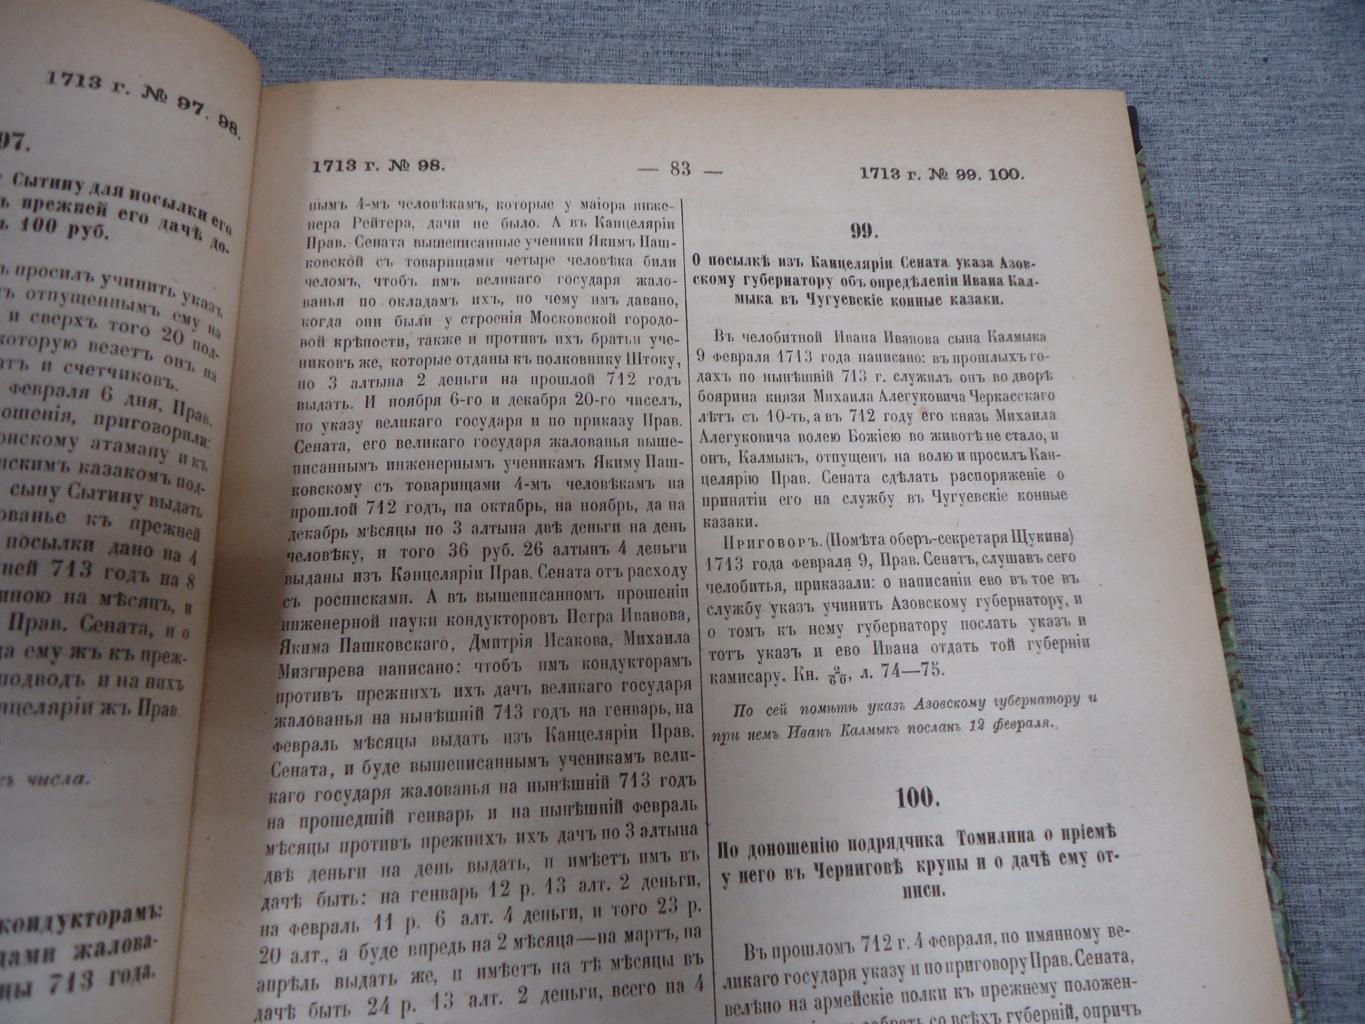 1713 г. № 97. 98.
97.
Сытину для посылки его
прежней его дачѣ до-
100 руб.
просилъ учинить указъ
отпущеннымъ ему на
и сверхъ того 20 под-
которую везетъ онъ на
и счетчиковъ.
февраля 6 дня, Прав.
приговорили:
атаману и къ
казакомъ под-
сыну Сытину выдать
къ прежней
посылки дано на 4
713 годъ на 8
на мѣсяцъ, и
Прав. Сената, и о
ему жъ къ преж-
подводъ и на нихъ
жъ Прав.
числа.
кондукторамъ:
жалова-
713 года.
1713 г. № 98.
— 83 —
1713 г. № 99. 100.
нымъ 4-мъ человѣкамъ, которые у маіора инже-
нера Рейтера, дачи не было. А въ Канцеляріи
Прав. Сената вышеписанные ученики Якимъ Паш-
ковской съ товарищами четыре человѣка били
челомъ, чтобъ имъ великаго государя жало-
ванья по окладамъ ихъ, по чему имъ давано,
когда они были у строенія Московской городо-
вой крѣпости, также и противъ ихъ братьи уче-
никовъ же, которые отданы къ полковнику Штоку,
по 3 алтына 2 деньги на прошлой 712 годъ
выдать. И ноября 6-го и декабря 20-го чиселъ,
по указу великаго государя и по приказу Прав.
Сената, его великаго государя жалованья выше-
писаннымъ инженернымъ ученикамъ Якиму Паш-
ковскому съ товарищами 4-мъ человѣкамъ на
прошлой 712 годъ, на октябрь, на ноябрь, да на
декабрь мѣсяцы по 3 алтына двѣ деньги на день
человѣку, и того 36 руб. 26 алтынъ 4 деньги
выданы изъ Канцеляріи Прав. Сената отъ расходу
съ росписками. А въ вышеписанномъ прошеніи
инженерной науки кондукторовъ Петра Иванова,
Якима Пашковскаго, Дмитрія Исакова, Михаила
Мизгирева написано: чтобъ имъ кондукторамъ
противъ прежнихъ ихъ дачъ великаго государя
жалованья на нынѣшній 713 годъ на генварь, на
февраль мѣсяцы выдать изъ Канцеляріи Прав.
Сената, и буде вышеписаннымъ ученикамъ вели-
каго государя жалованья на нынѣшній 713 годъ
на прошедшій генварь и на нынѣшній февраль
мѣсяцы противъ прежнихъ ихъ дачъ по 3 алтына
двѣ деньги на день выдать, и имѣетъ имъ въ
дачѣ быть: на генварь 12 р. 13 алт. 2 деньги,
на февраль 11 р. 6 алт. 4 деньги, и того 23 р.
20 алт., а буде впредь на 2 мѣсяца—на мартъ, на
апрѣль выдать же, и имѣетъ на тѣ мѣсяцы въ
дачѣ быть 24 р. 13 алт. 2 деньги, всего на 4
99.
О посылкѣ изъ Канцеляріи Сената указа Азов-
скому губернатору объ опредѣленіи Ивана Кал-
мыка въ Чугуевскіе конные казаки.
Въ челобитной Ивана Иванова сына Калмыка
9 февраля 1713 года написано: въ прошлыхъ го-
дахъ по нынѣшній 713 г. служилъ онъ во дворѣ
боярина князя Михаила Алегуковича Черкасскаго
лѣтъ съ 10-ть, а въ 712 году его князь Михаила
Алегуковича волею Божіею во животѣ не стало, и
онъ, Калмыкъ, отпущенъ на волю и просилъ Кан-
целярію Прав. Сената сдѣлать распоряженіе о
принятіи его на службу въ Чугуевскіе конные
казаки.
Приговоръ. (Помѣта оберъ-секретаря Щукина)
1713 года февраля 9, Прав. Сенатъ, слушавъ сего
челобитья, приказали: о написаніи ево въ тое въ
службу указъ учинить Азовскому губернатору, и
о томъ къ нему губернатору послать указъ и
тотъ указъ и ево Ивана отдать той губерніи
камисару. Кн. 2/60, л. 74—75.
По сей помѣтѣ указъ Азовскому губернатору и
при немъ Иванъ Калмыкъ посланъ 12 февраля.
100.
По доношенію подрядчика Томилина о пріемѣ
у него въ Черниговѣ крупы и о дачѣ ему от-
писи.
Въ прошломъ 712 г. 4 февраля, по имянному ве-
ликаго государя указу и по приговору Прав. Сената,
велѣно на армейскіе полки къ прежнему положен-
собрать со всѣхъ губерній, опричь